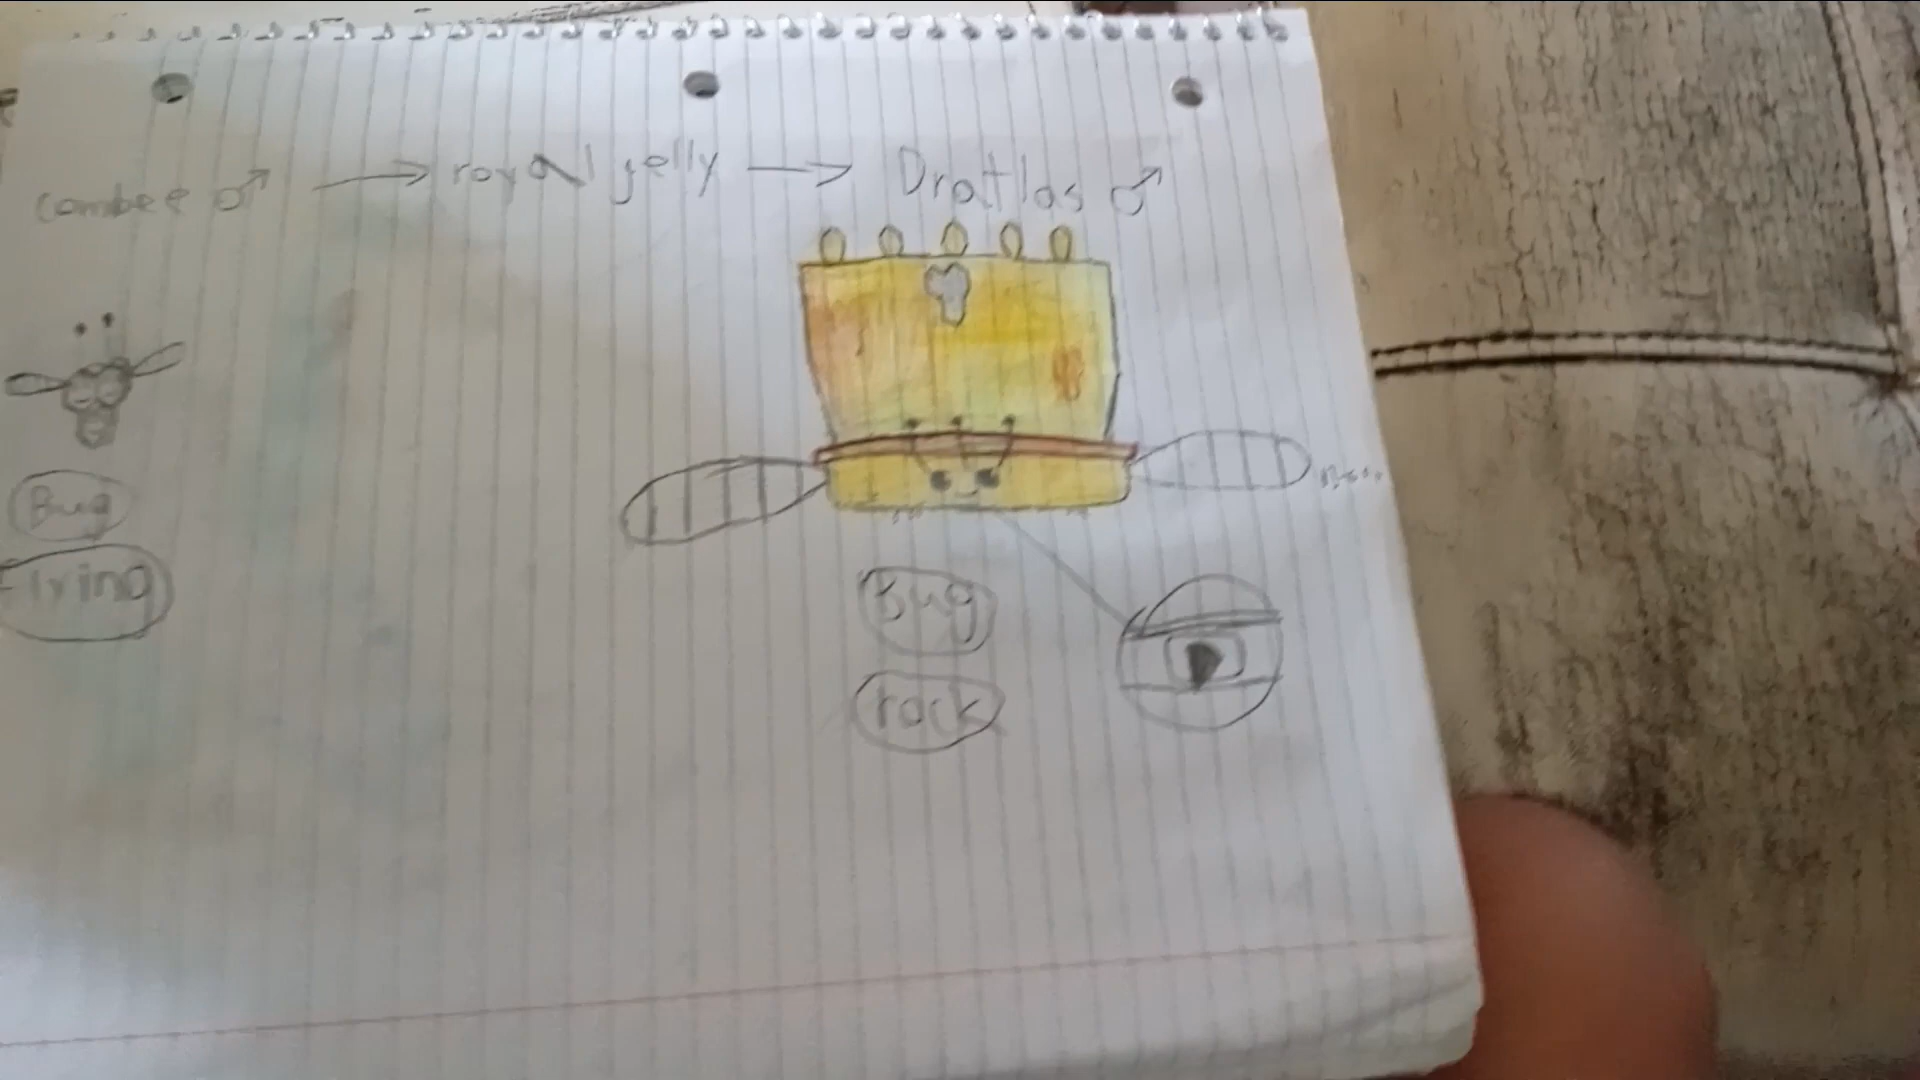 combee ♂ → royal jelly → Dratlas ♂
Bug
Flying
Bug
rock